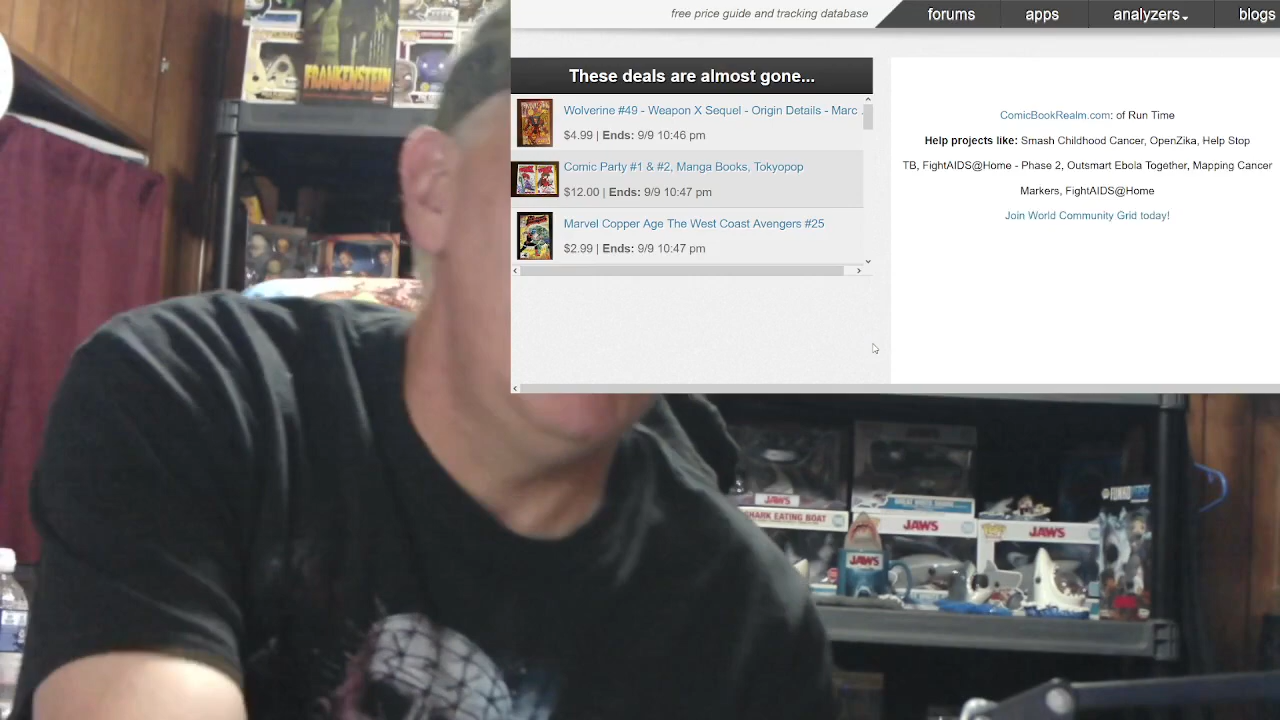 free price guide and tracking database
forums
apps
analyzers
blogs
These deals are almost gone...
Wolverine #49 - Weapon X Sequel - Origin Details - Marc
$4.99 | Ends: 9/9 10:46 pm
Comic Party #1 & #2, Manga Books, Tokyopop
$12.00 | Ends: 9/9 10:47 pm
Marvel Copper Age The West Coast Avengers #25
$2.99 | Ends: 9/9 10:47 pm
ComicBookRealm.com: of Run Time
Help projects like: Smash Childhood Cancer, OpenZika, Help Stop
TB, FightAIDS@Home - Phase 2, Outsmart Ebola Together, Mapping Cancer
Markers, FightAIDS@Home
Join World Community Grid today!
FRANKENSTEIN
JAWS
SHARK EATING BOAT
JAWS
JAWS
JAWS